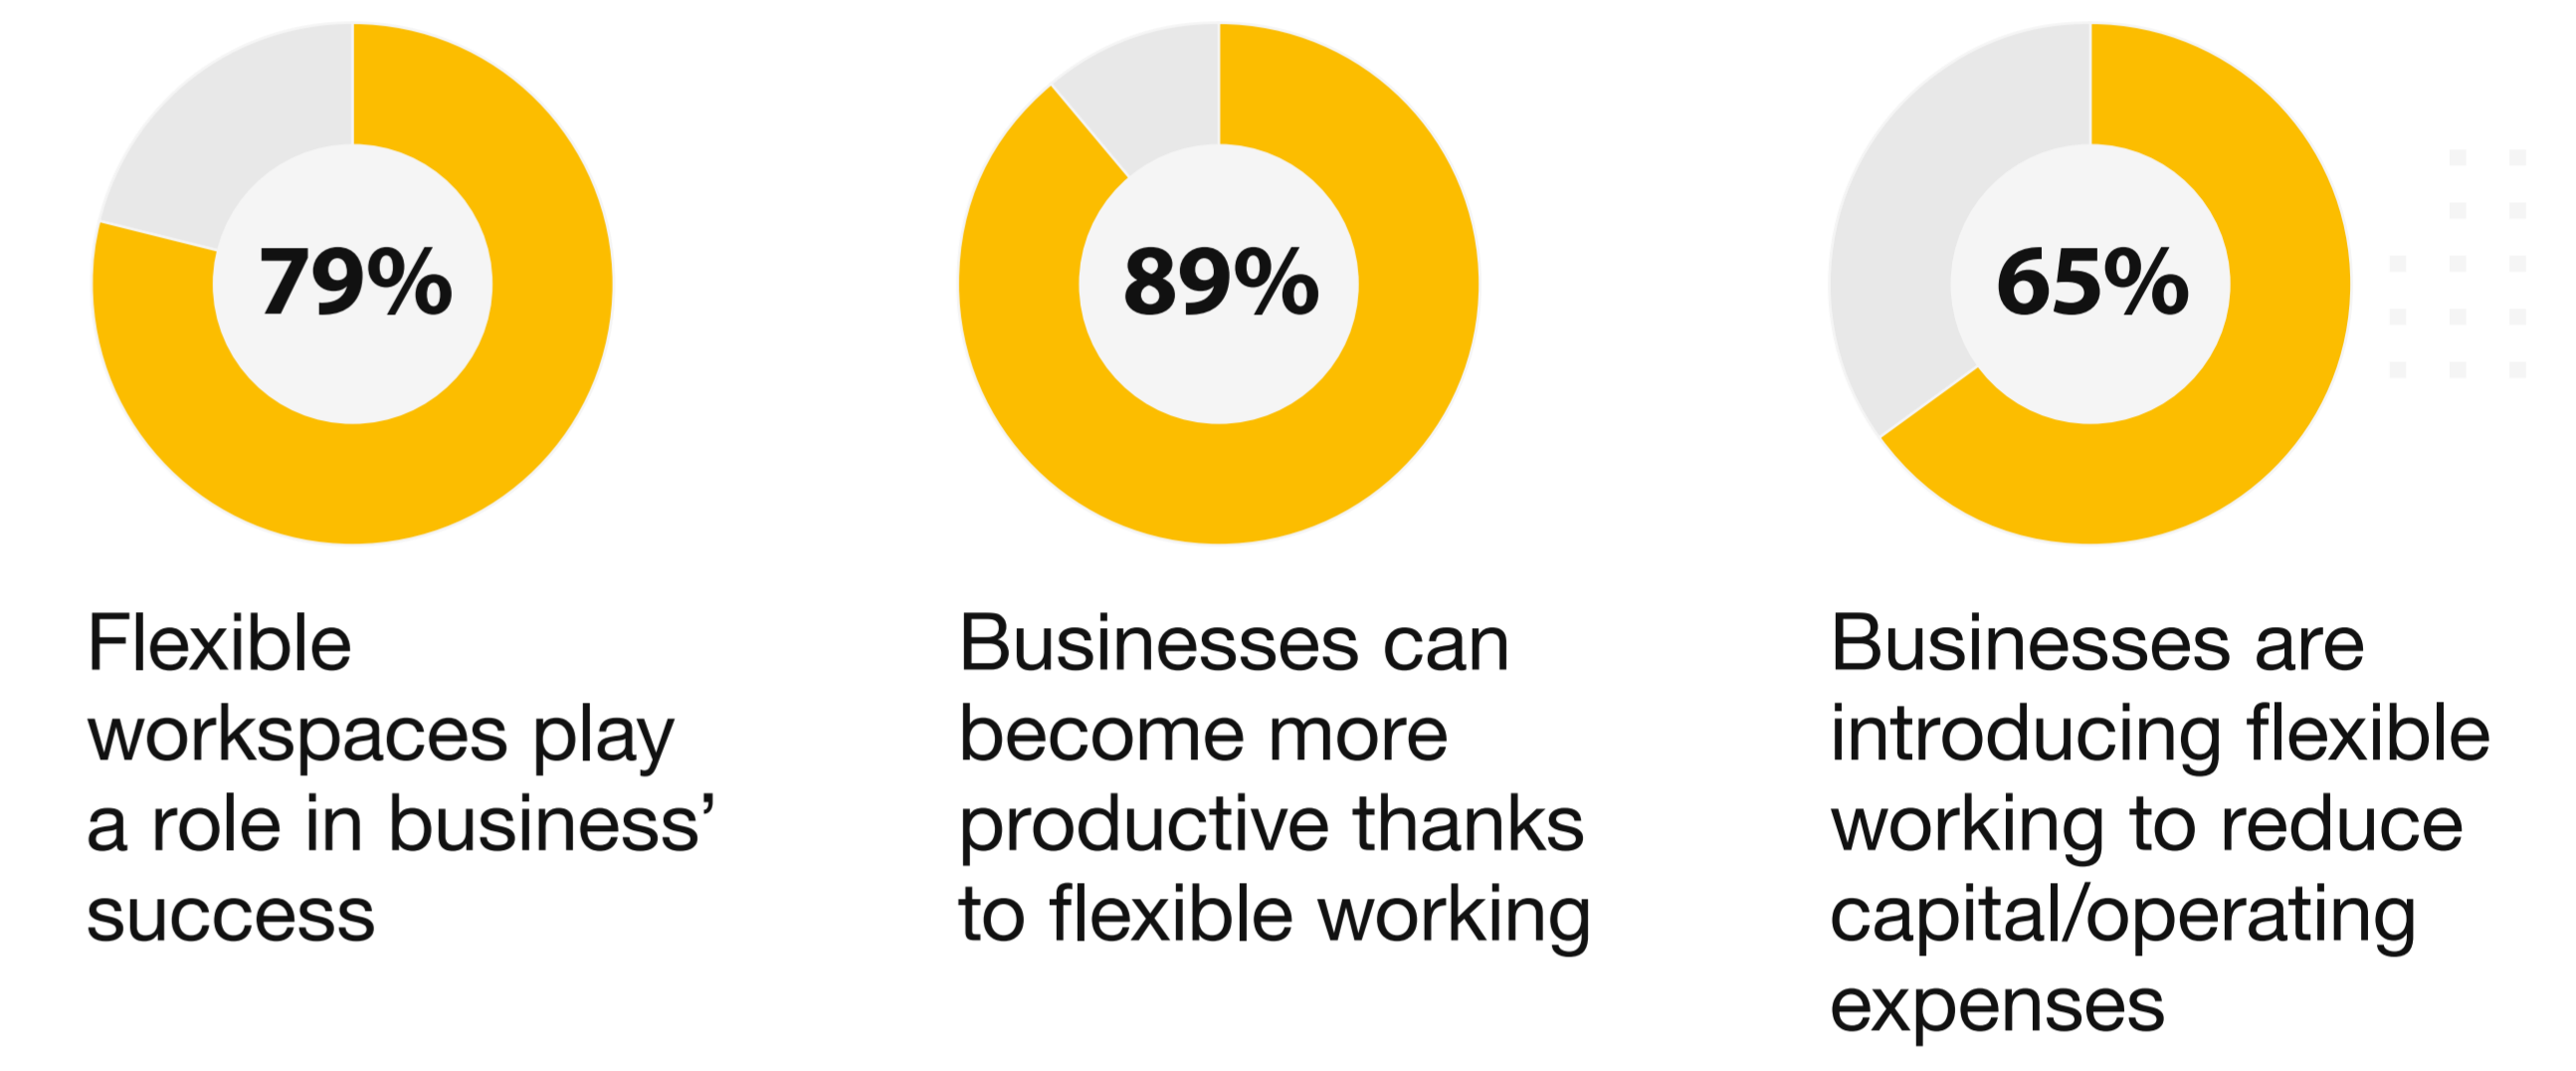 79%
Flexible
workspaces play
a role in business’
success
89%
Businesses can
become more
productive thanks
to flexible working
65%
Businesses are
introducing flexible
working to reduce
capital/operating
expenses